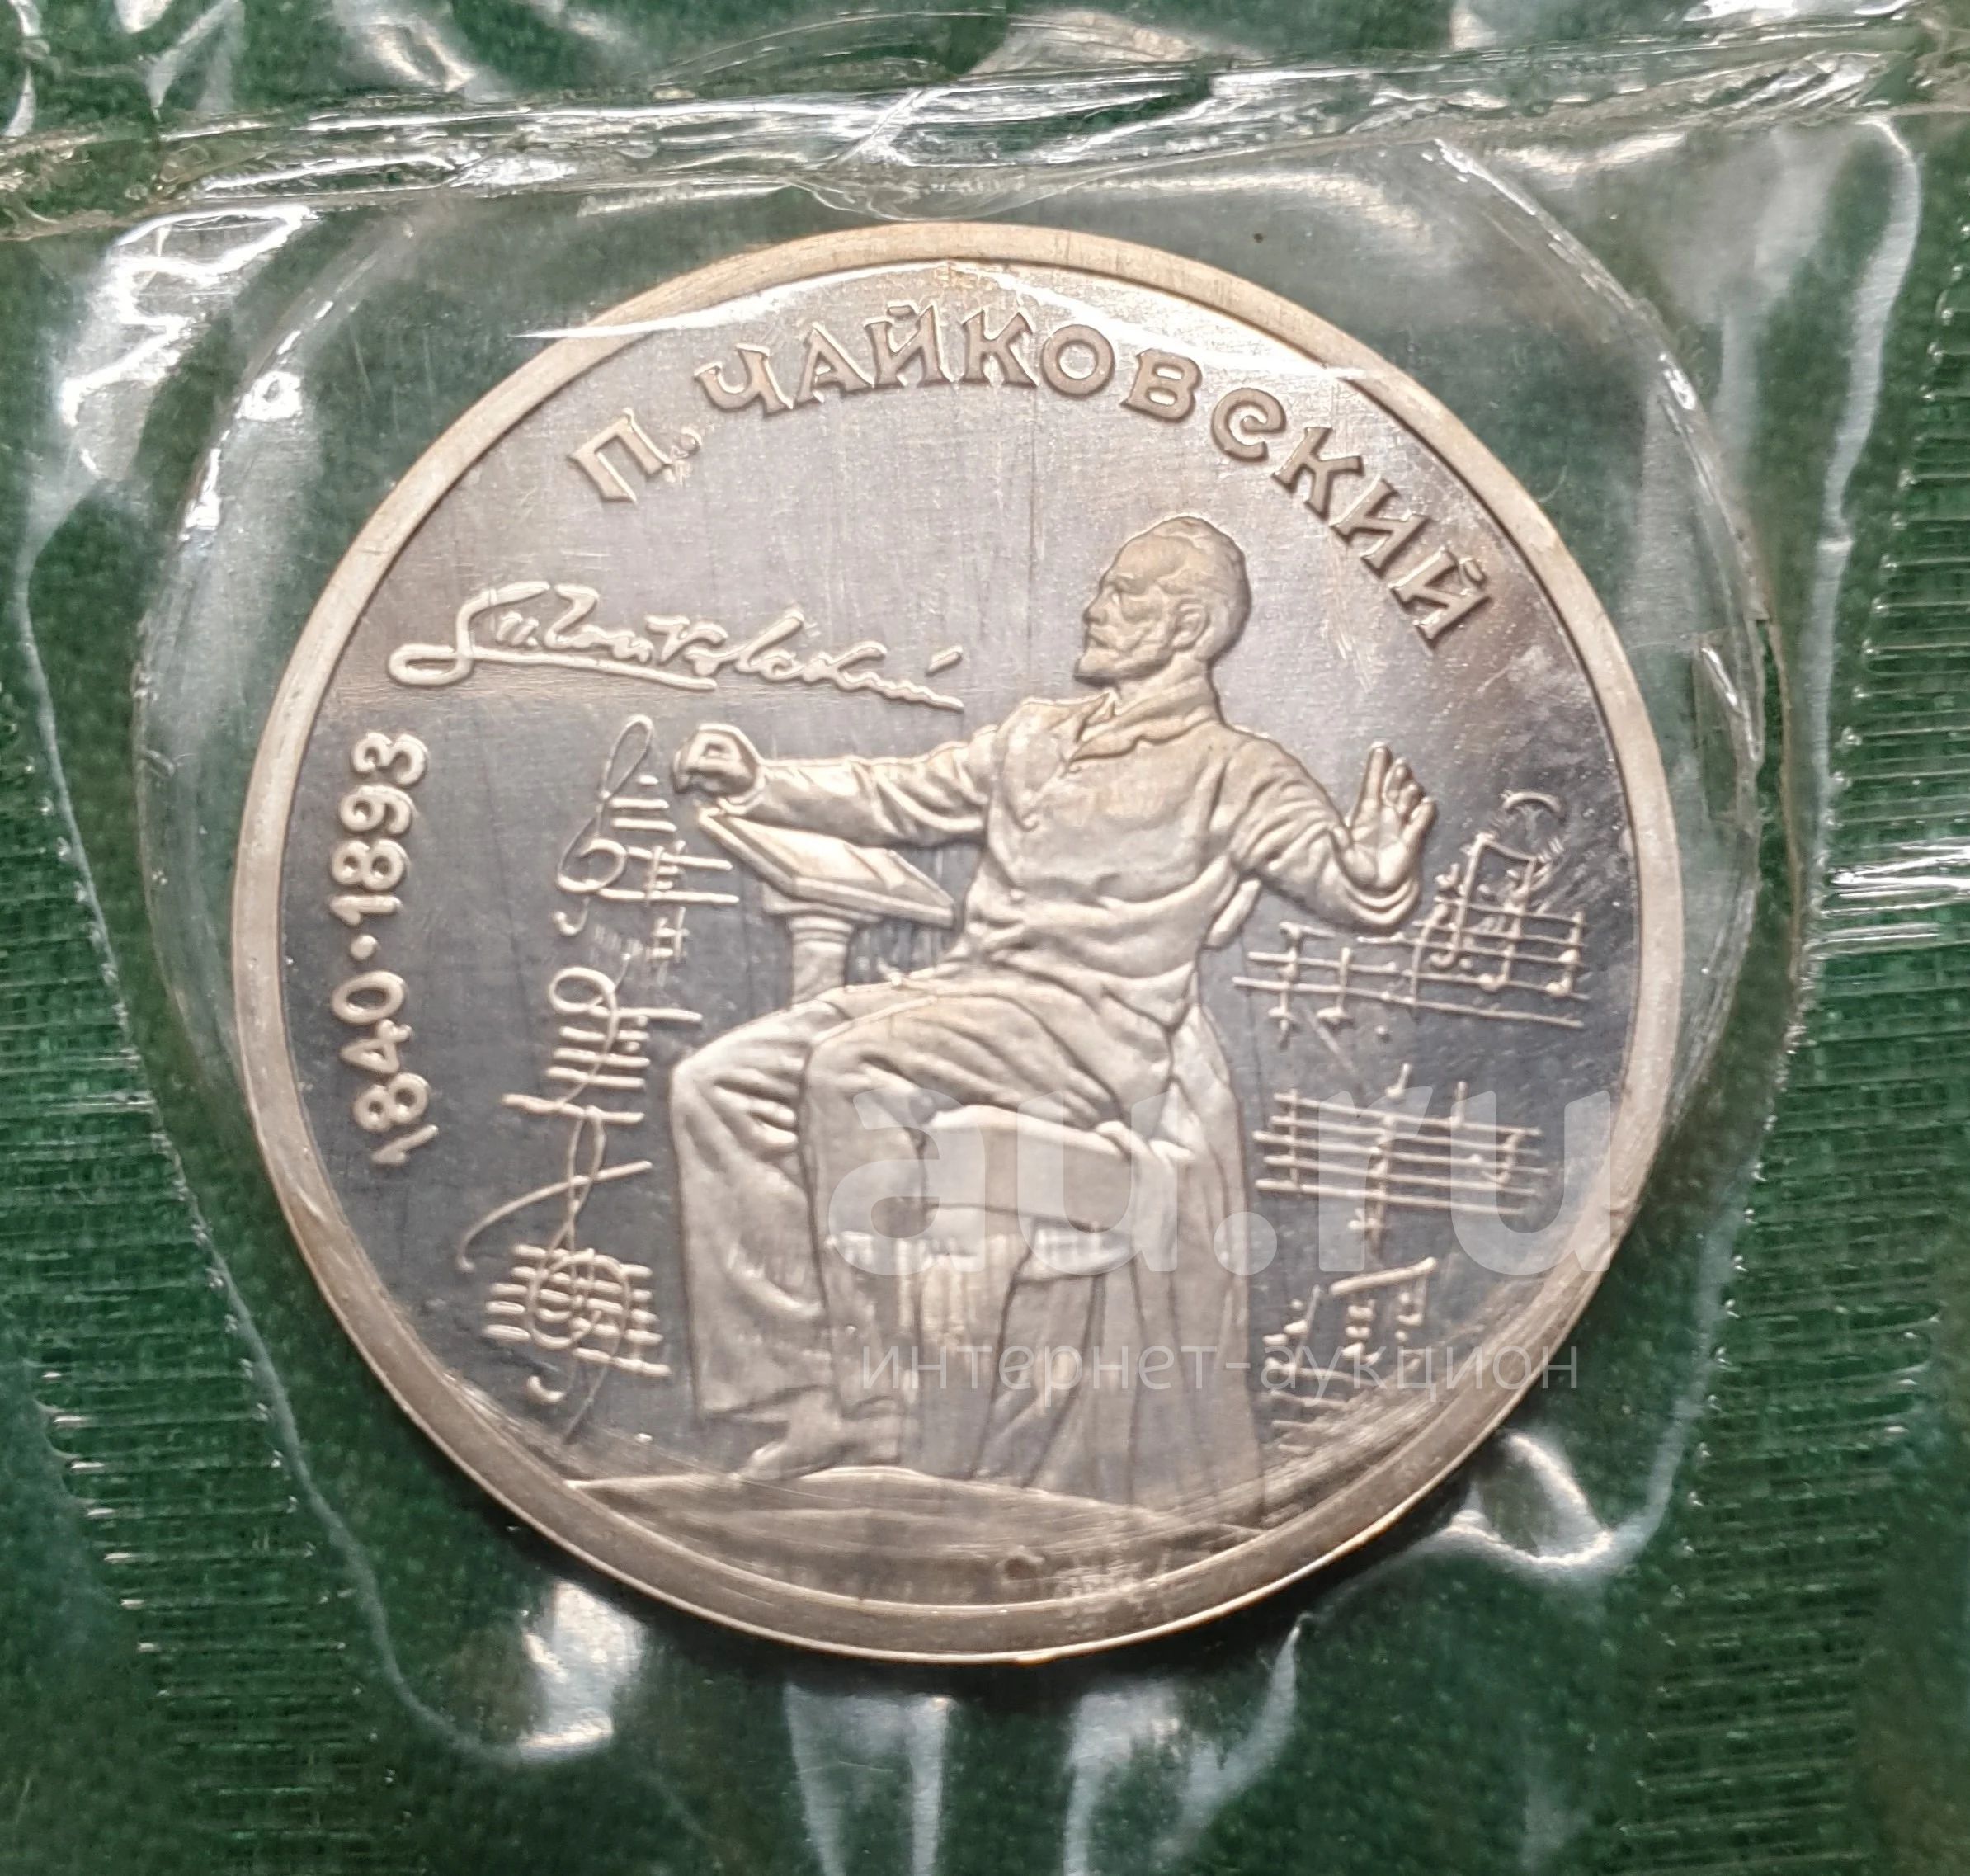 П. ЧАЙКОВСКИЙ
1840·1893
au.ru
интернет-аукцион